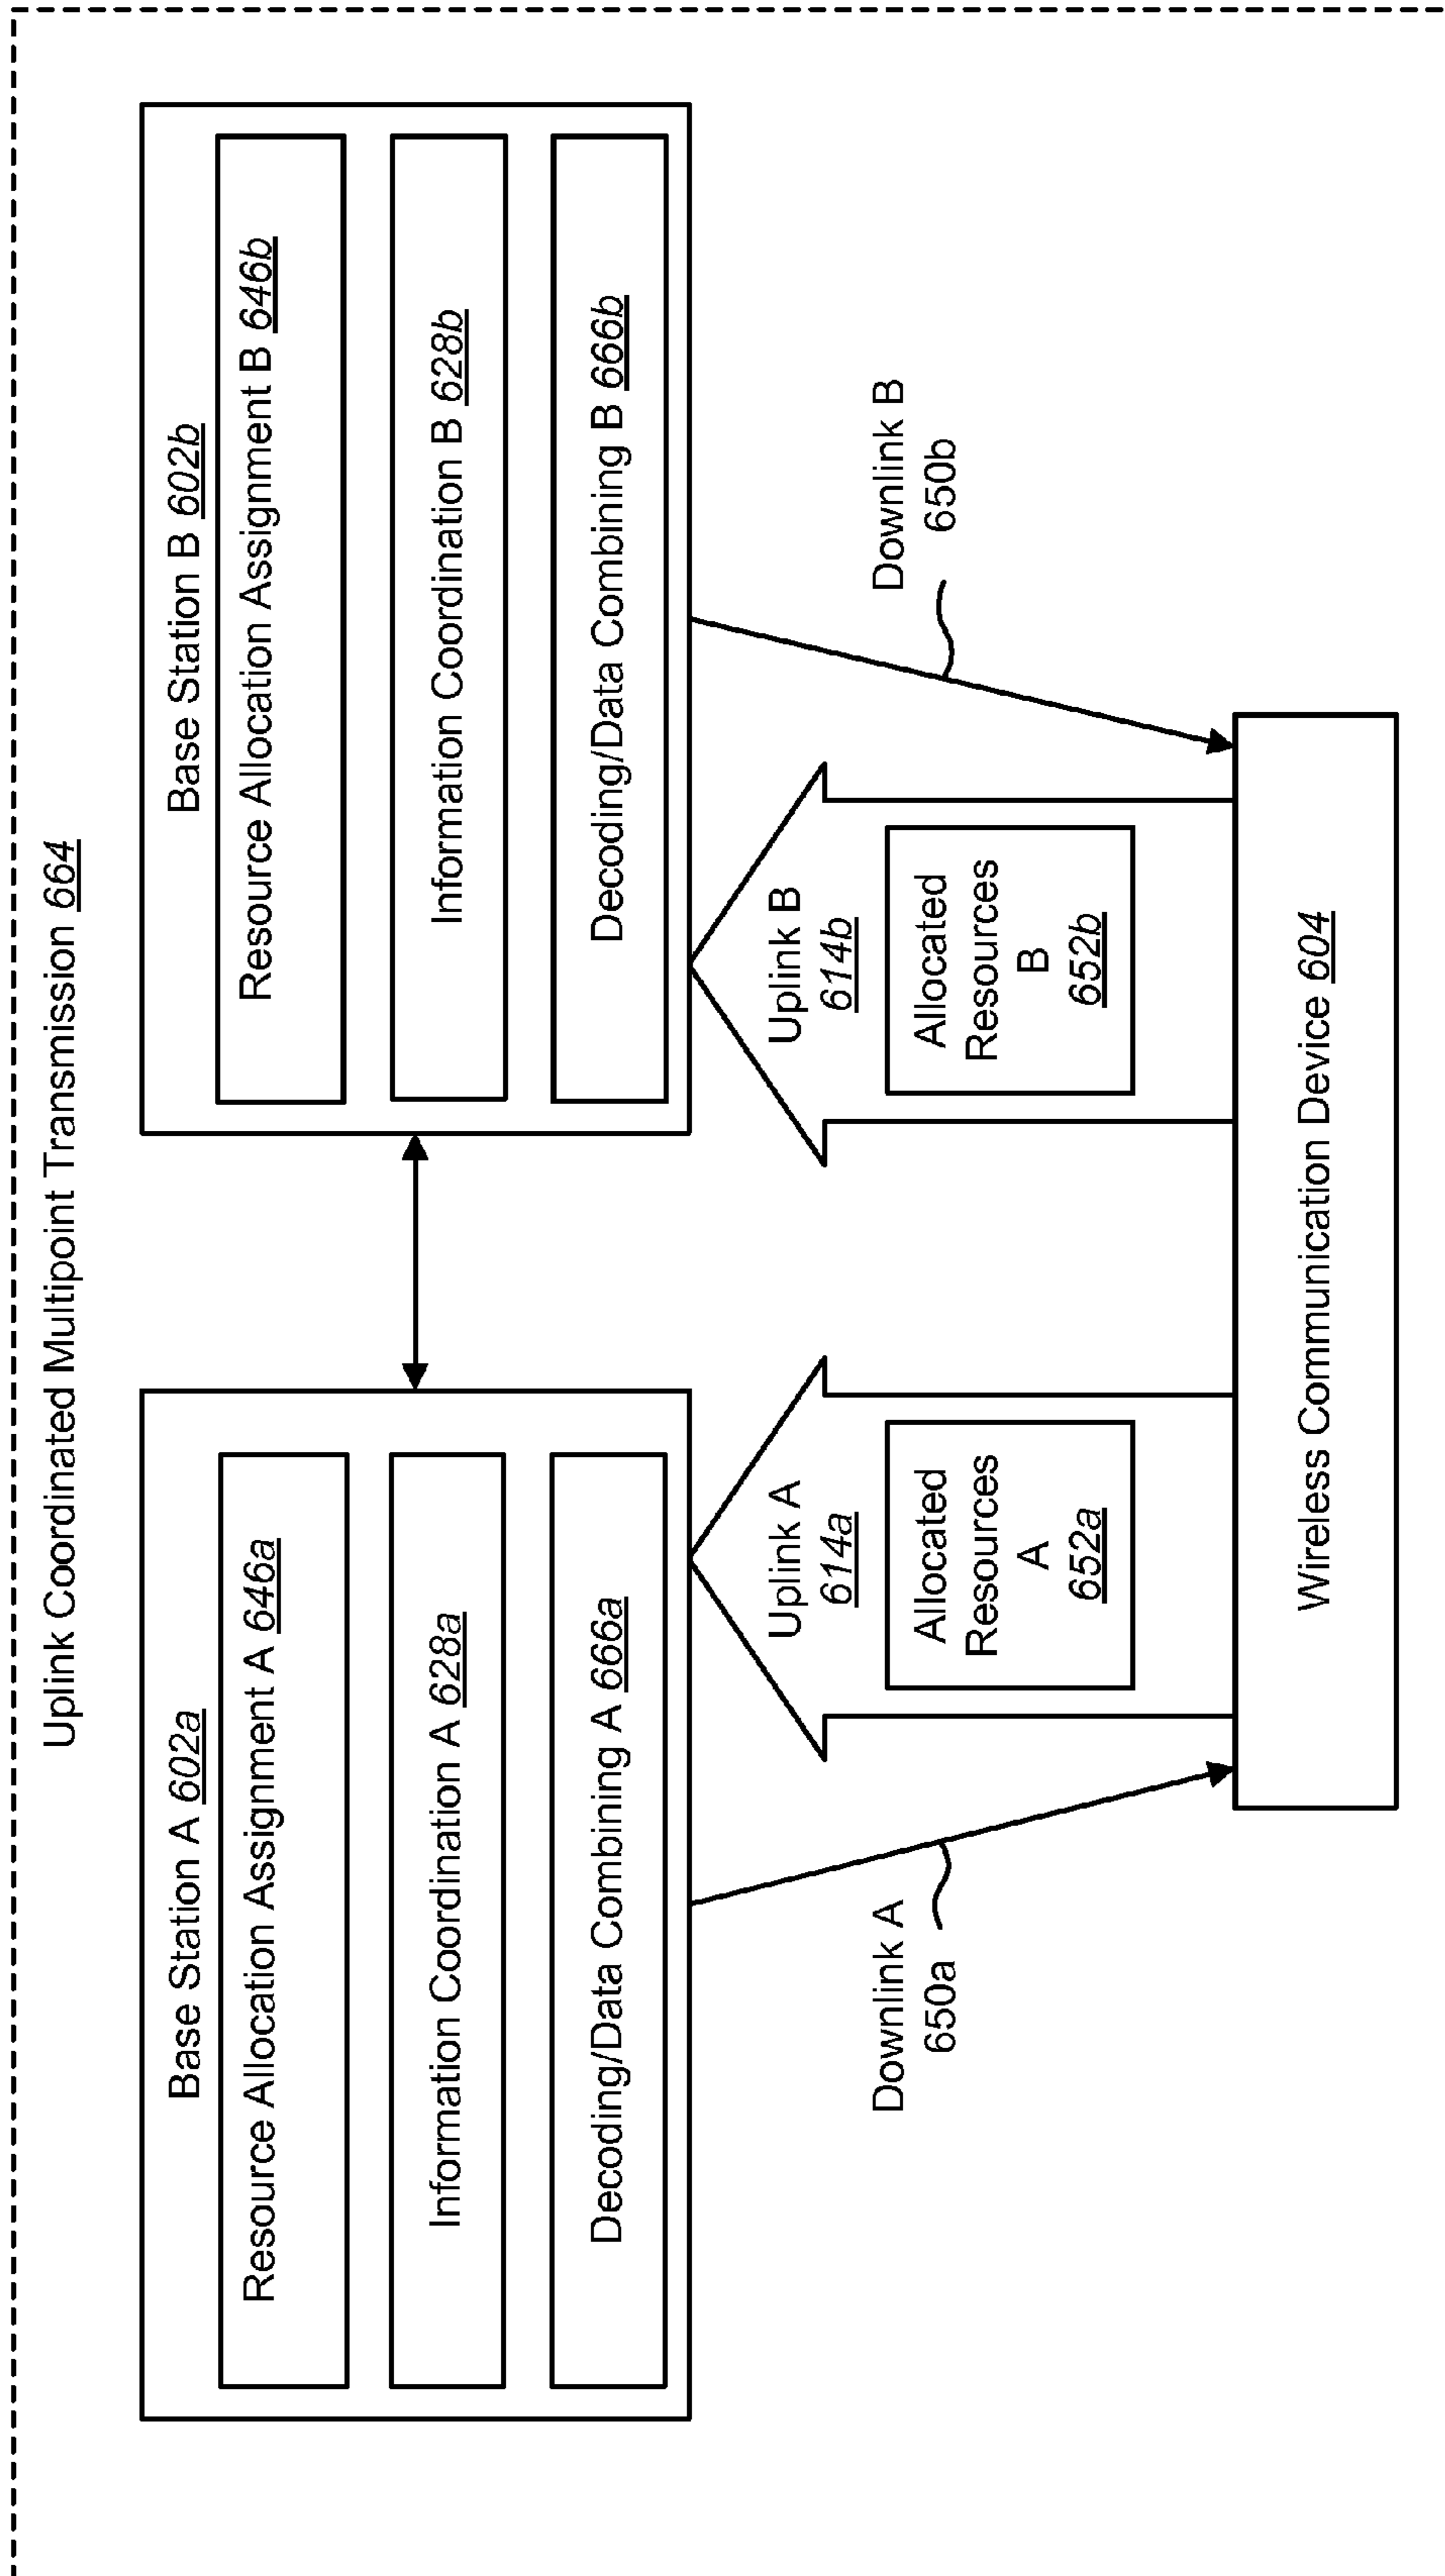 Uplink Coordinated Multipoint Transmission 664
Base Station A 602a
Resource Allocation Assignment A 646a
Information Coordination A 628a
Decoding/Data Combining A 666a
Base Station B 602b
Resource Allocation Assignment B 646b
Information Coordination B 628b
Decoding/Data Combining B 666b
Downlink A
650a
Uplink A
614a
Allocated
Resources
A
652a
Uplink B
614b
Allocated
Resources
B
652b
Downlink B
650b
Wireless Communication Device 604